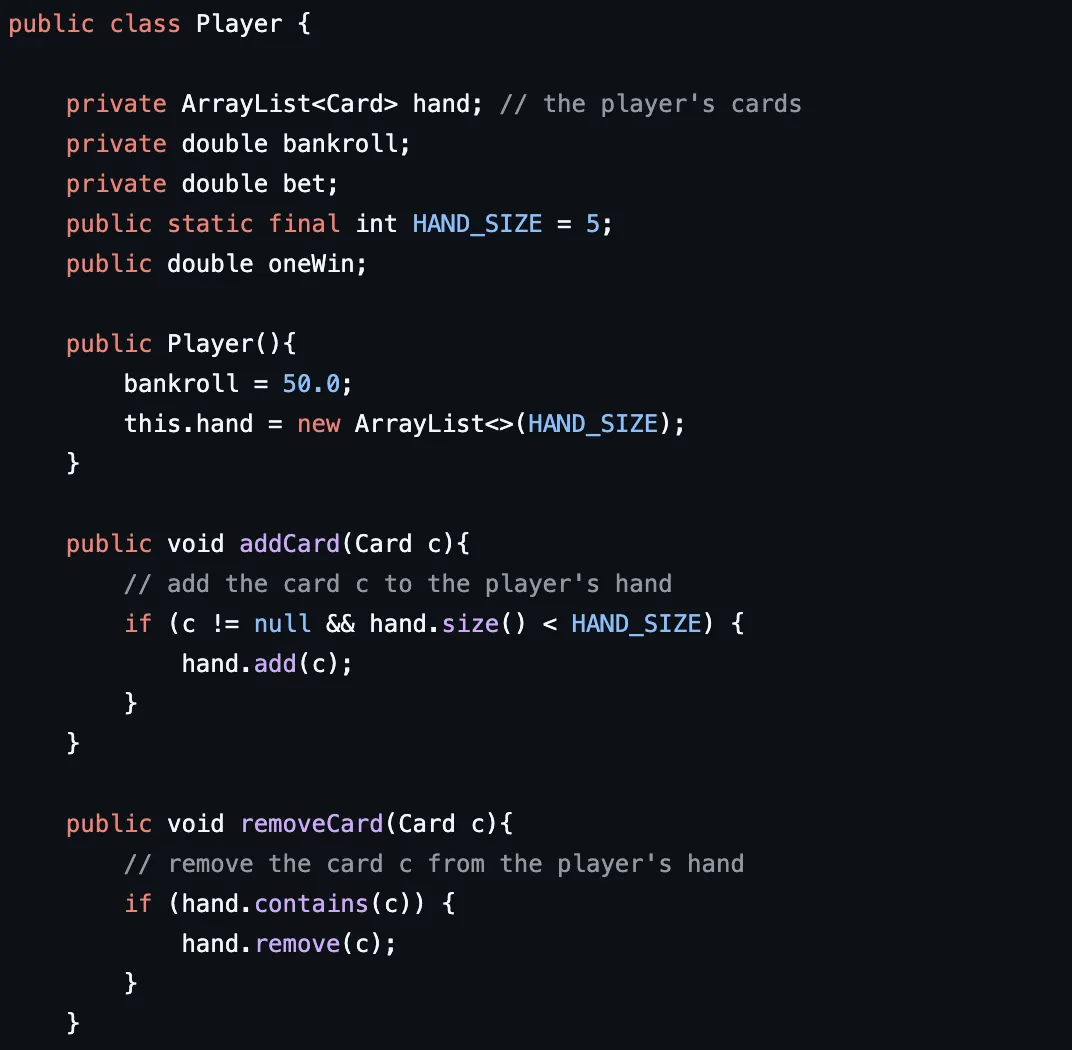 public class Player {
    private ArrayList<Card> hand; // the player's cards
    private double bankroll;
    private double bet;
    public static final int HAND_SIZE = 5;
    public double oneWin;
    public Player(){
        bankroll = 50.0;
        this.hand = new ArrayList<>(HAND_SIZE);
    }
    public void addCard(Card c){
        // add the card c to the player's hand
        if (c != null && hand.size() < HAND_SIZE) {
            hand.add(c);
        }
    }
    public void removeCard(Card c){
        // remove the card c from the player's hand
        if (hand.contains(c)) {
            hand.remove(c);
        }
    }